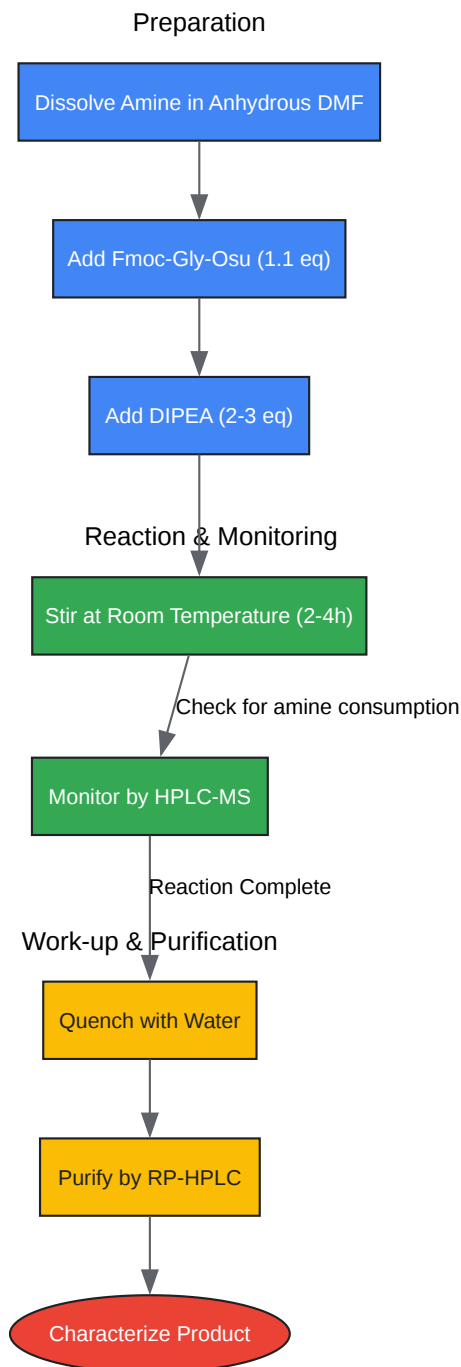 Preparation
Dissolve Amine in Anhydrous DMF
Add Fmoc-Gly-Osu (1.1 eq)
Add DIPEA (2-3 eq)
Reaction & Monitoring
Stir at Room Temperature (2-4h)
Check for amine consumption
Monitor by HPLC-MS
Reaction Complete
Work-up & Purification
Quench with Water
Purify by RP-HPLC
Characterize Product